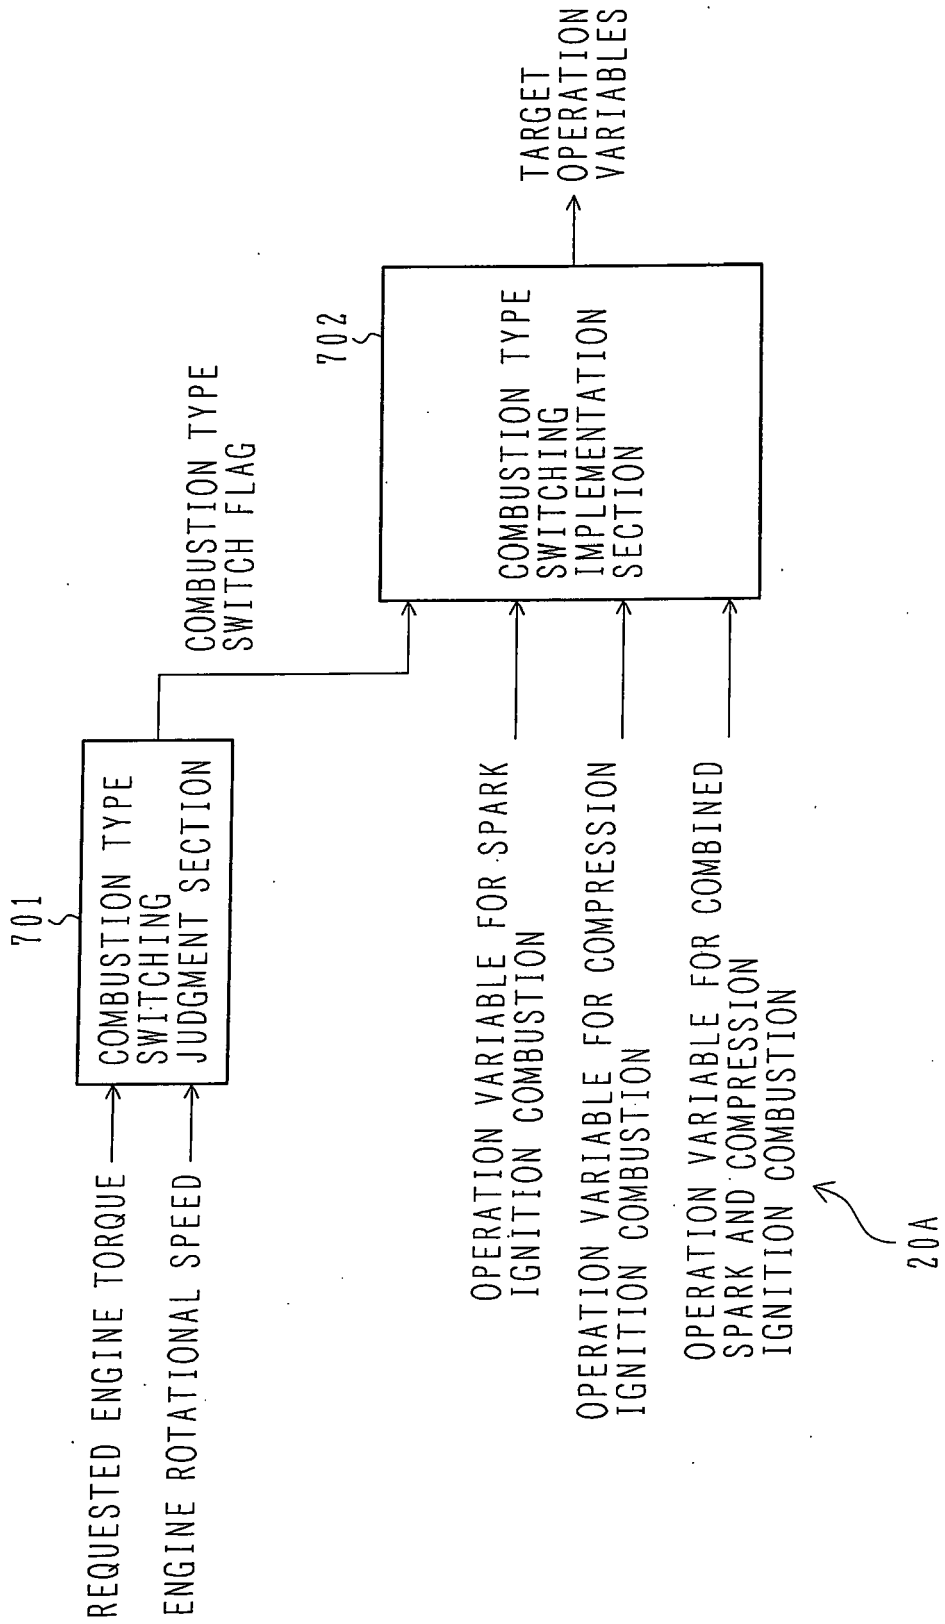 REQUESTED ENGINE TORQUE
ENGINE ROTATIONAL SPEED
701
COMBUSTION TYPE
SWITCHING
JUDGMENT SECTION
COMBUSTION TYPE
SWITCH FLAG
OPERATION VARIABLE FOR SPARK
IGNITION COMBUSTION
OPERATION VARIABLE FOR COMPRESSION
IGNITION COMBUSTION
OPERATION VARIABLE FOR COMBINED
SPARK AND COMPRESSION
IGNITION COMBUSTION
702
COMBUSTION TYPE
SWITCHING
IMPLEMENTATION
SECTION
TARGET
OPERATION
VARIABLES
20A